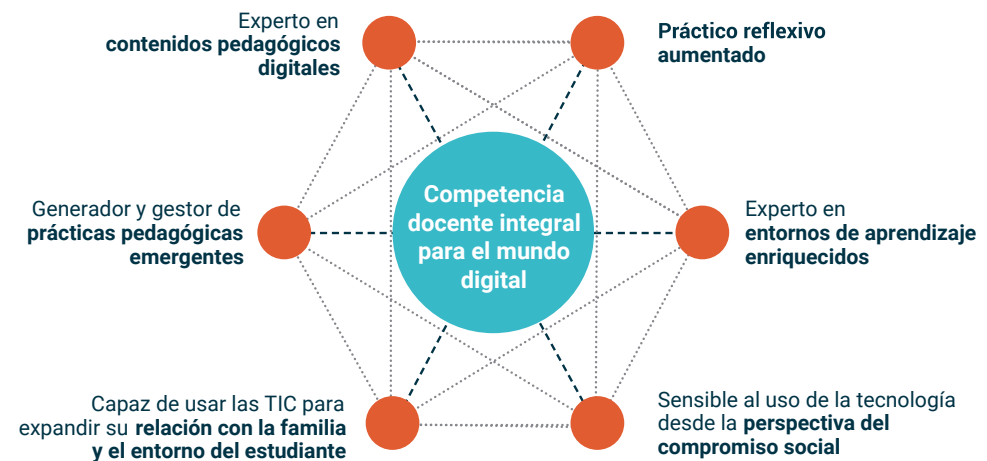 Experto en
contenidos pedagógicos
digitales
Práctico reflexivo
aumentado
Generador y gestor de
prácticas pedagógicas
emergentes
Competencia
docente integral
para el mundo
digital
Experto en
entornos de aprendizaje
enriquecidos
Capaz de usar las TIC para
expandir su relación con la familia
y el entorno del estudiante
Sensible al uso de la tecnología
desde la perspectiva del
compromiso social